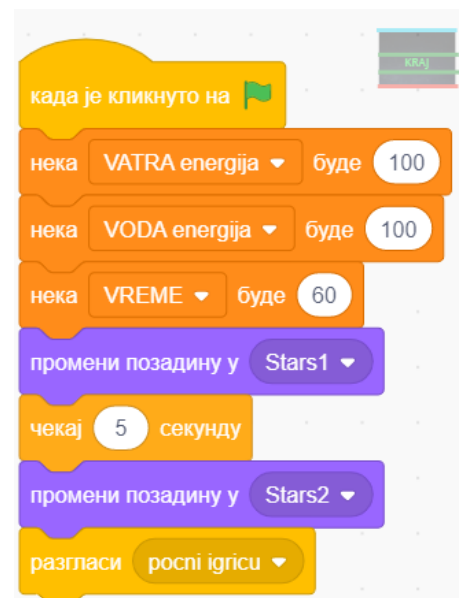 KRAJ
када је кликнуто на
нека VATRA energija буде 100
нека VODA energija буде 100
нека VREME буде 60
промени позадину у Stars1
чекај 5 секунду
промени позадину у Stars2
разгласи pocni igricu